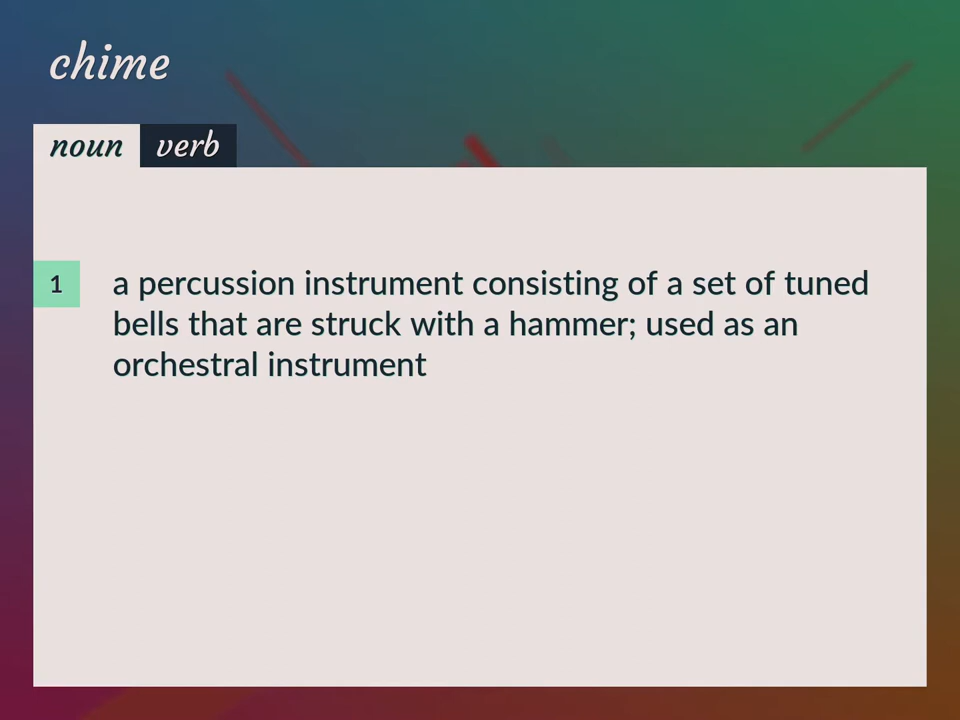 chime
noun verb
1 a percussion instrument consisting of a set of tuned
bells that are struck with a hammer; used as an
orchestral instrument